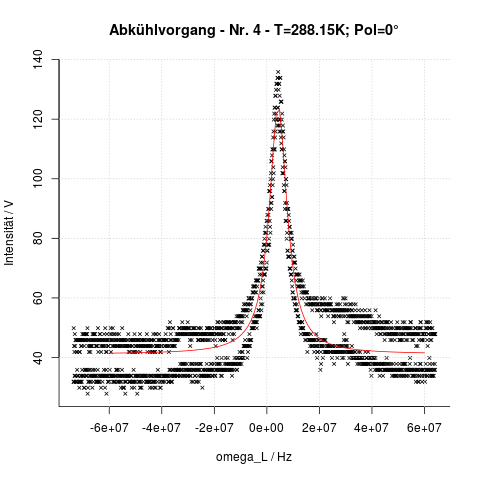 Abkühlvorgang - Nr. 4 - T=288.15K; Pol=0°
Intensität / V
140
120
100
80
60
40
-6e+07 -4e+07 -2e+07 0e+00 2e+07 4e+07 6e+07
omega_L / Hz